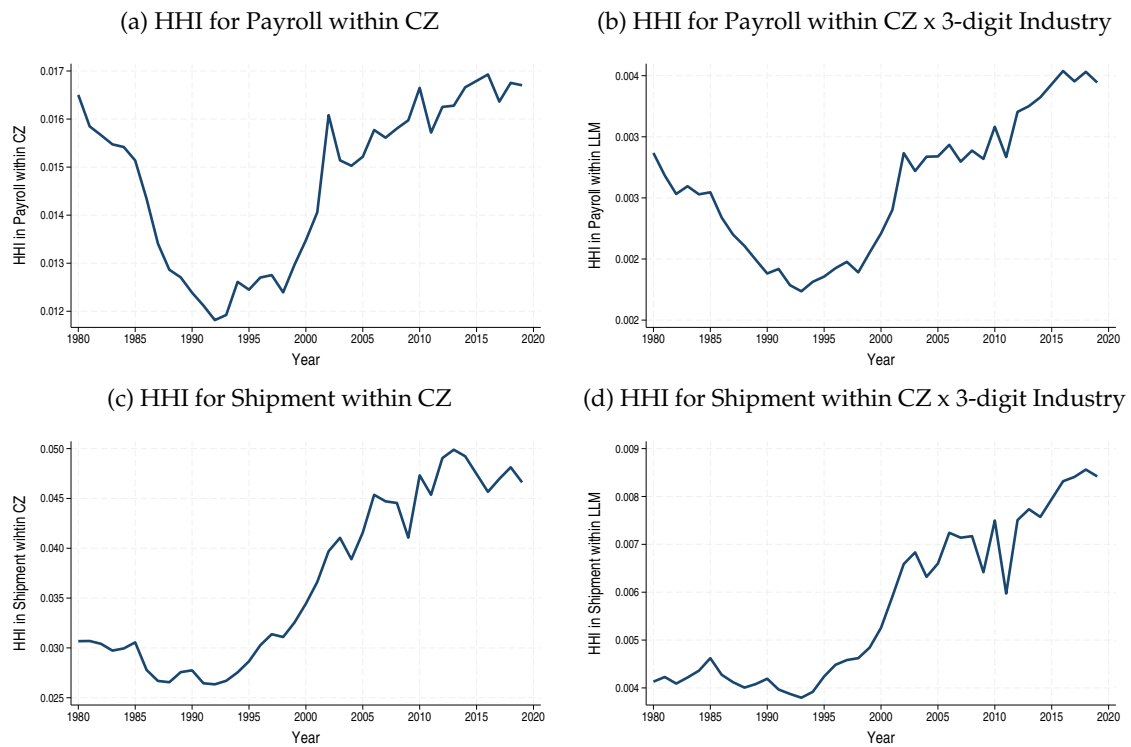 (a) HHI for Payroll within CZ
0.017
0.016
0.015
0.014
0.013
0.012
HHI in Payroll within CZ
1980 1985 1990 1995 2000 2005 2010 2015 2020
Year
(b) HHI for Payroll within CZ x 3-digit Industry
0.004
0.003
0.003
0.002
0.002
HHI in Payroll within LLM
1980 1985 1990 1995 2000 2005 2010 2015 2020
Year
(c) HHI for Shipment within CZ
0.050
0.045
0.040
0.035
0.030
0.025
HHI in Shipment wihtin CZ
1980 1985 1990 1995 2000 2005 2010 2015 2020
Year
(d) HHI for Shipment within CZ x 3-digit Industry
0.009
0.008
0.007
0.006
0.005
0.004
HHI in Shipment within LLM
1980 1985 1990 1995 2000 2005 2010 2015 2020
Year